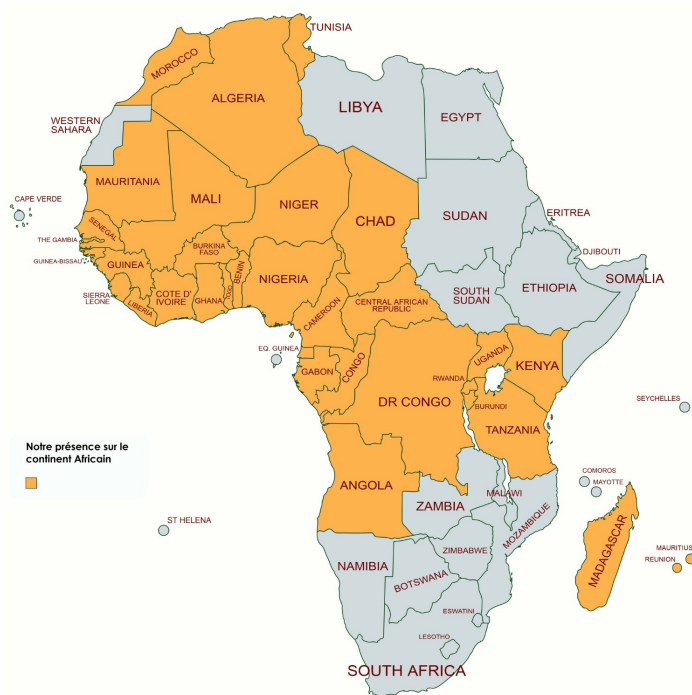 TUNISIA
MOROCCO
ALGERIA
LIBYA
EGYPT
WESTERN
SAHARA
MAURITANIA
MALI
NIGER
CHAD
SUDAN
ERITREA
CAPE VERDE
SENEGAL
THE GAMBIA
GUINEA-BISSAU
GUINEA
BURKINA
FASO
BENIN
NIGERIA
DJIBOUTI
SOMALIA
ETHIOPIA
SOUTH
SUDAN
SIERRA
LEONE
LIBERIA
COTE D'
IVOIRE
GHANA
TOGO
CAMEROON
CENTRAL AFRICAN
REPUBLIC
EQ. GUINEA
GABON
CONGO
DR CONGO
UGANDA
KENYA
RWANDA
BURUNDI
TANZANIA
SEYCHELLES
Notre présence sur le
continent Africain
ANGOLA
ZAMBIA
MALAWI
MOZAMBIQUE
COMOROS
MAYOTTE
ST HELENA
NAMIBIA
ZIMBABWE
BOTSWANA
MADAGASCAR
MAURITIUS
REUNION
ESWATINI
LESOTHO
SOUTH AFRICA